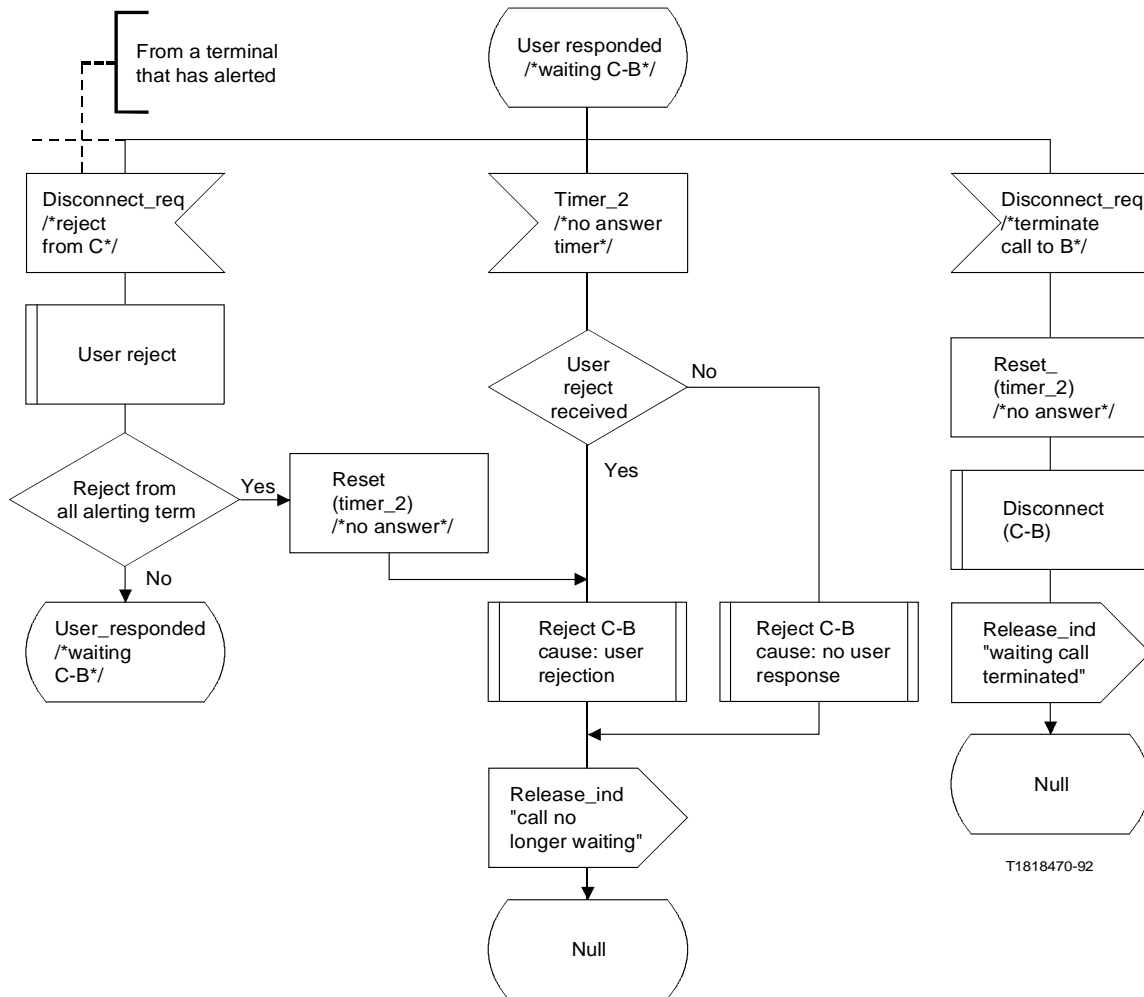 From a terminal
that has alerted
User responded
/*waiting C-B*/
Disconnect_req
/*reject
from C*/
Timer_2
/*no answer
timer*/
Disconnect_req
/*terminate
call to B*/
User reject
User
reject
received
No
Yes
Reset_
(timer_2)
/*no answer*/
Reject from
all alerting term
Yes
No
Reset
(timer_2)
/*no answer*/
Disconnect
(C-B)
User_responded
/*waiting
C-B*/
Reject C-B
cause: user
rejection
Reject C-B
cause: no user
response
Release_ind
"waiting call
terminated"
Release_ind
"call no
longer waiting"
Null
T1818470-92
Null